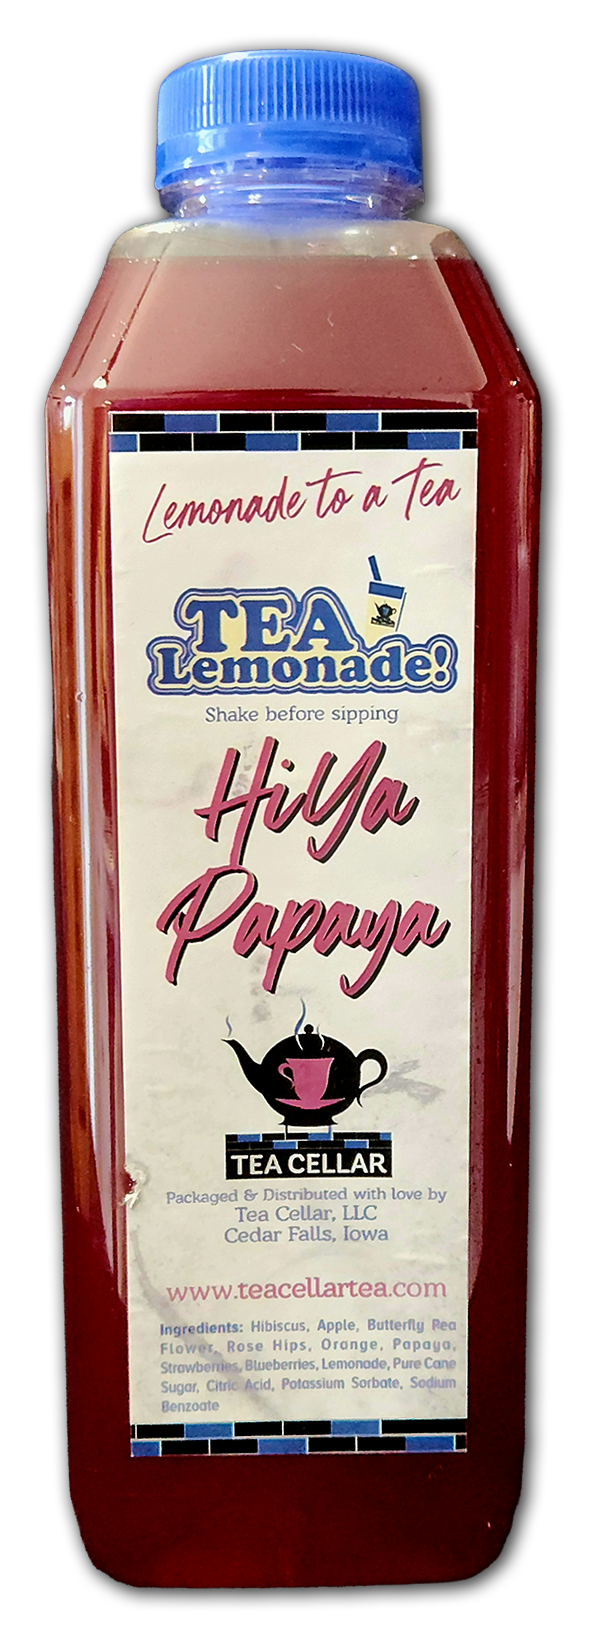 Lemonade to a Tea
TEA
Lemonade!
Shake before sipping
HiYa
Papaya
TEA CELLAR
Packaged & Distributed with love by
Tea Cellar, LLC
Cedar Falls, Iowa
www.teacellartea.com
Ingredients: Hibiscus, Apple, Butterfly Pea
Flower, Rose Hips, Orange, Papaya,
Strawberries, Blueberries, Lemonade, Pure Cane
Sugar, Citric Acid, Potassium Sorbate, Sodium
Benzoate